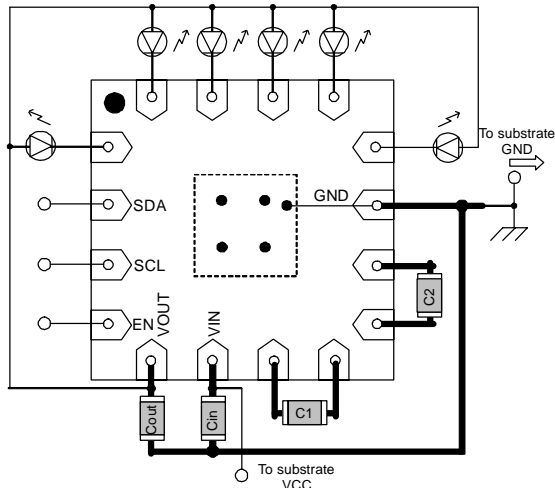 To substrate
GND
GND
SDA
SCL
EN
VOUT
VIN
C2
Cout
Cin
C1
To substrate
VCC